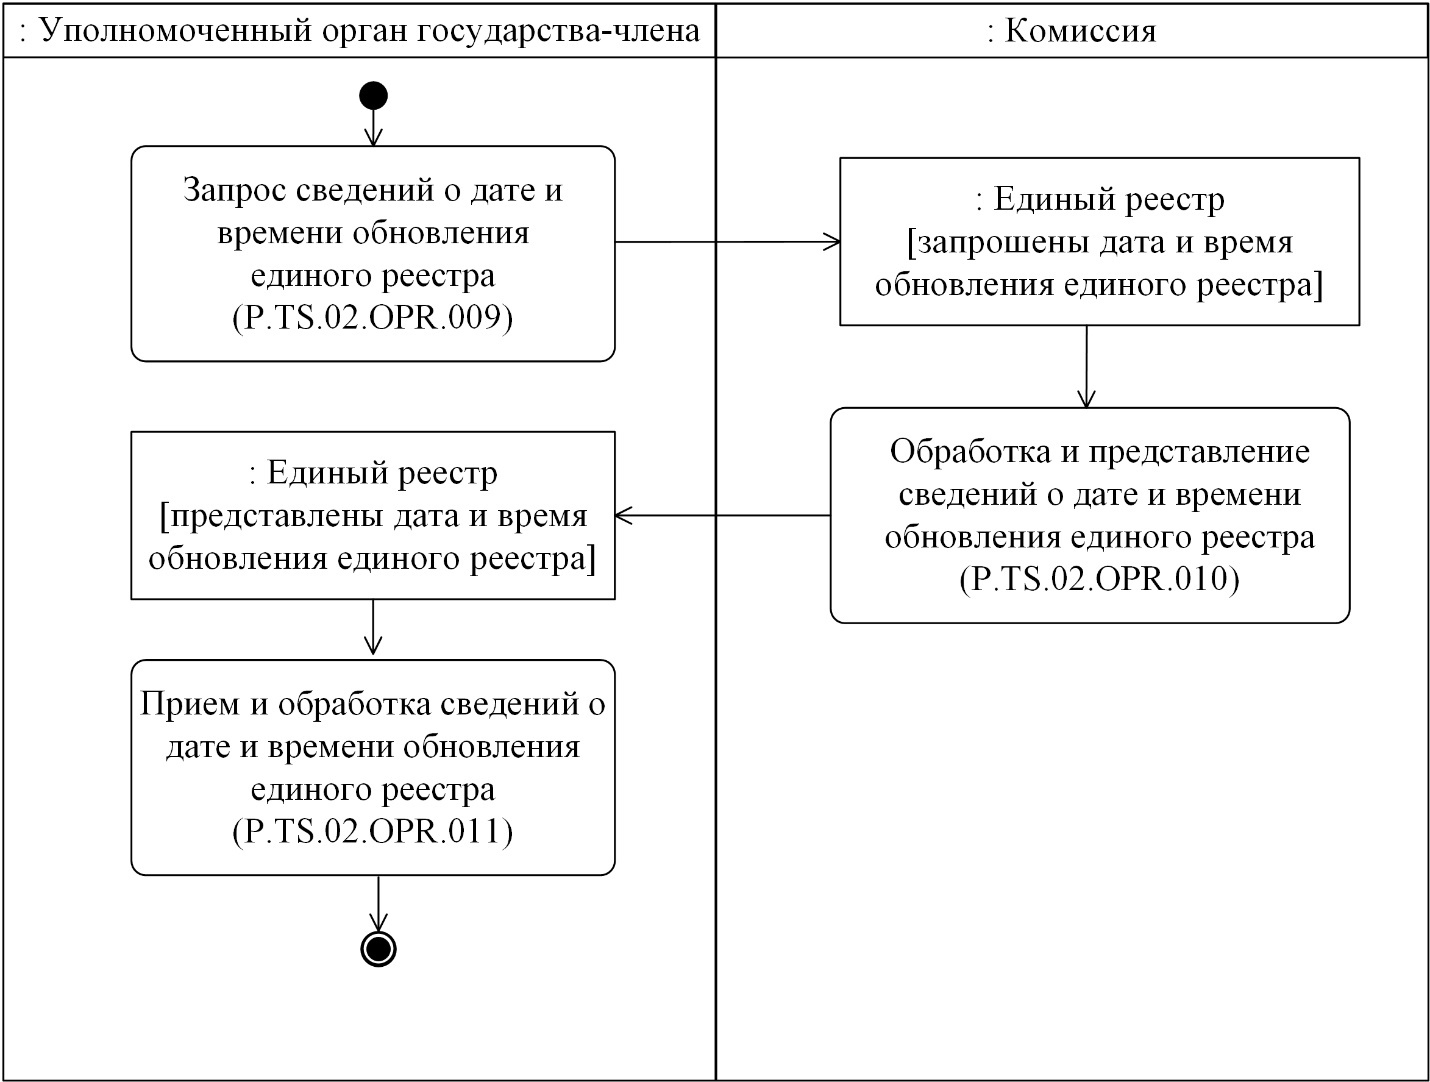 : Уполномоченный орган государства-члена
: Комиссия
Запрос сведений о дате и
времени обновления
единого реестра
(P.TS.02.OPR.009)
: Единый реестр
[запрошены дата и время
обновления единого реестра]
Обработка и представление
сведений о дате и времени
обновления единого реестра
(P.TS.02.OPR.010)
: Единый реестр
[представлены дата и время
обновления единого реестра]
Прием и обработка сведений о
дате и времени обновления
единого реестра
(P.TS.02.OPR.011)